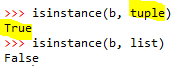 >>> isinstance(b, tuple)
True
>>> isinstance(b, list)
False